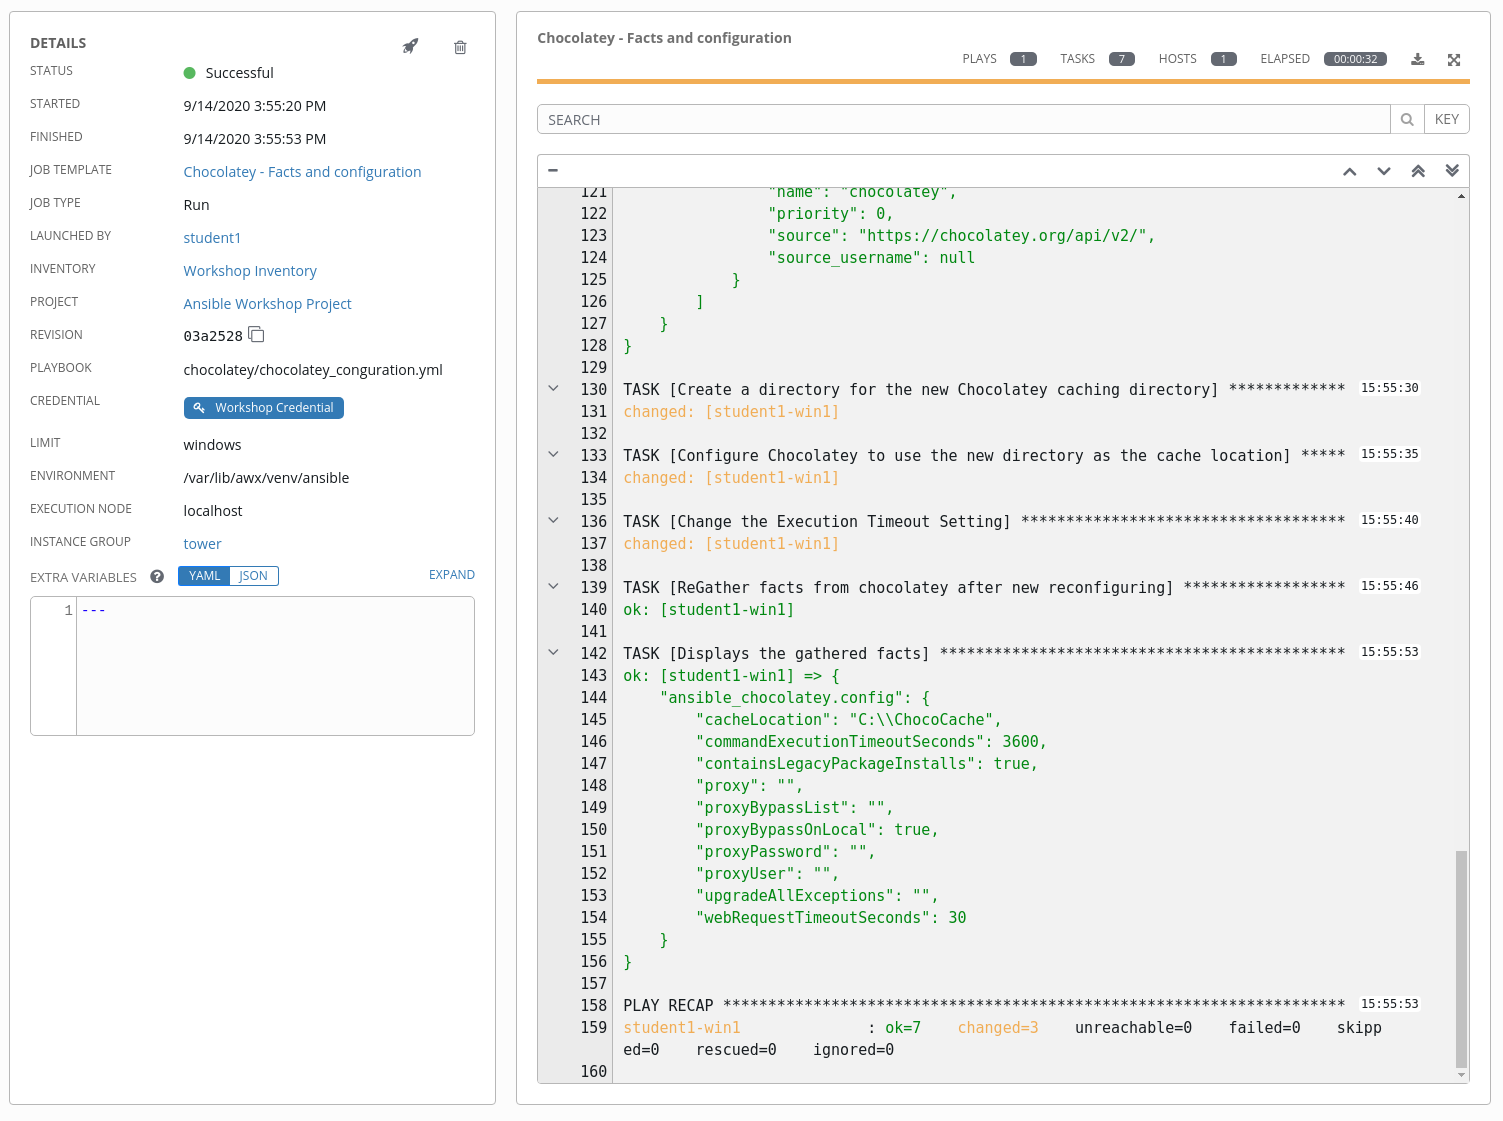 DETAILS
STATUS Successful
STARTED 9/14/2020 3:55:20 PM
FINISHED 9/14/2020 3:55:53 PM
JOB TEMPLATE Chocolatey - Facts and configuration
JOB TYPE Run
LAUNCHED BY student1
INVENTORY Workshop Inventory
PROJECT Ansible Workshop Project
REVISION 03a2528
PLAYBOOK chocolatey/chocolatey_conguration.yml
CREDENTIAL Workshop Credential
LIMIT windows
ENVIRONMENT /var/lib/awx/venv/ansible
EXECUTION NODE localhost
INSTANCE GROUP tower
EXTRA VARIABLES ? YAML JSON EXPAND
1 ---
Chocolatey - Facts and configuration
PLAYS 1 TASKS 7 HOSTS 1 ELAPSED 00:00:32
SEARCH KEY
121 "name": "chocolatey",
122 "priority": 0,
123 "source": "https://chocolatey.org/api/v2/",
124 "source_username": null
125 }
126 ]
127 }
128 }
129
130 TASK [Create a directory for the new Chocolatey caching directory] ************* 15:55:30
131 changed: [student1-win1]
132
133 TASK [Configure Chocolatey to use the new directory as the cache location] ***** 15:55:35
134 changed: [student1-win1]
135
136 TASK [Change the Execution Timeout Setting] ************************************ 15:55:40
137 changed: [student1-win1]
138
139 TASK [ReGather facts from chocolatey after new reconfiguring] ****************** 15:55:46
140 ok: [student1-win1]
141
142 TASK [Displays the gathered facts] ********************************************* 15:55:53
143 ok: [student1-win1] => {
144 "ansible_chocolatey.config": {
145 "cacheLocation": "C:\\ChocoCache",
146 "commandExecutionTimeoutSeconds": 3600,
147 "containsLegacyPackageInstalls": true,
148 "proxy": "",
149 "proxyBypassList": "",
150 "proxyBypassOnLocal": true,
151 "proxyPassword": "",
152 "proxyUser": "",
153 "upgradeAllExceptions": "",
154 "webRequestTimeoutSeconds": 30
155 }
156 }
157
158 PLAY RECAP ********************************************************************* 15:55:53
159 student1-win1 : ok=7 changed=3 unreachable=0 failed=0 skipp
ed=0 rescued=0 ignored=0
160